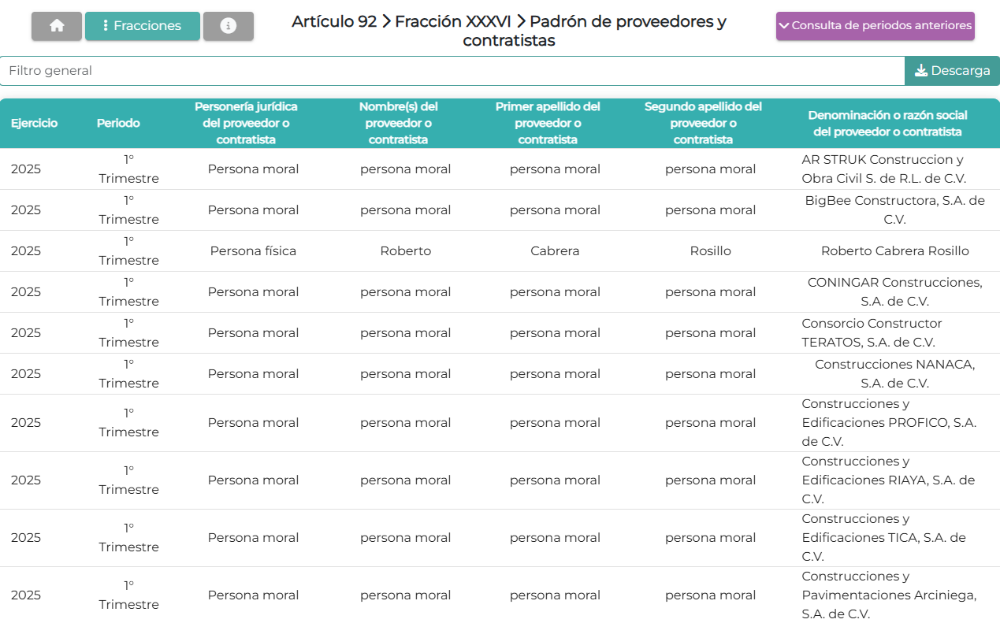 Fracciones
Artículo 92 > Fracción XXXVI > Padrón de proveedores y
contratistas
Consulta de periodos anteriores
Filtro general
Descarga
Ejercicio
Periodo
Personería jurídica
del proveedor o
contratista
Nombre(s) del
proveedor o
contratista
Primer apellido del
proveedor o
contratista
Segundo apellido del
proveedor o
contratista
Denominación o razón social
del proveedor o contratista
2025
1°
Trimestre
Persona moral
persona moral
persona moral
persona moral
AR STRUK Construccion y
Obra Civil S. de R.L. de C.V.
2025
1°
Trimestre
Persona moral
persona moral
persona moral
persona moral
BigBee Constructora, S.A. de
C.V.
2025
1°
Trimestre
Persona física
Roberto
Cabrera
Rosillo
Roberto Cabrera Rosillo
2025
1°
Trimestre
Persona moral
persona moral
persona moral
persona moral
CONINGAR Construcciones,
S.A. de C.V.
2025
1°
Trimestre
Persona moral
persona moral
persona moral
persona moral
Consorcio Constructor
TERATOS, S.A. de C.V.
2025
1°
Trimestre
Persona moral
persona moral
persona moral
persona moral
Construcciones NANACA,
S.A. de C.V.
2025
1°
Trimestre
Persona moral
persona moral
persona moral
persona moral
Construcciones y
Edificaciones PROFICO, S.A.
de C.V.
2025
1°
Trimestre
Persona moral
persona moral
persona moral
persona moral
Construcciones y
Edificaciones RIAYA, S.A. de
C.V.
2025
1°
Trimestre
Persona moral
persona moral
persona moral
persona moral
Construcciones y
Edificaciones TICA, S.A. de
C.V.
2025
1°
Trimestre
Persona moral
persona moral
persona moral
persona moral
Construcciones y
Pavimentaciones Arciniega,
S.A. de C.V.